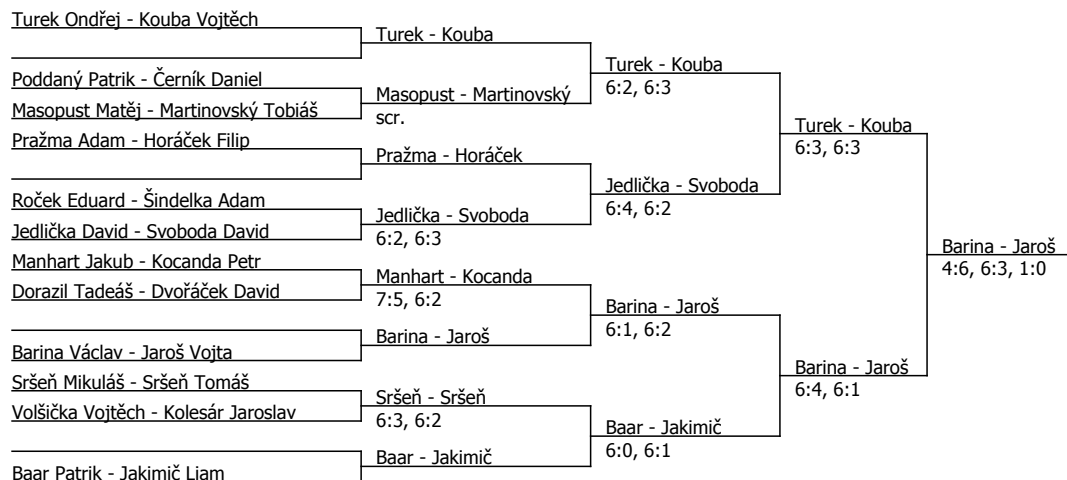 Turek Ondřej - Kouba Vojtěch
Poddaný Patrik - Černík Daniel
Masopust Matěj - Martinovský Tobiáš
Pražma Adam - Horáček Filip
Roček Eduard - Šindelka Adam
Jedlička David - Svoboda David
Manhart Jakub - Kocanda Petr
Dorazil Tadeáš - Dvořáček David
Barina Václav - Jaroš Vojta
Sršeň Mikuláš - Sršeň Tomáš
Volšička Vojtěch - Kolesár Jaroslav
Baar Patrik - Jakimič Liam
Turek - Kouba
Masopust - Martinovský
scr.
Pražma - Horáček
Jedlička - Svoboda
6:2, 6:3
Manhart - Kocanda
7:5, 6:2
Barina - Jaroš
Sršeň - Sršeň
6:3, 6:2
Baar - Jakimič
Turek - Kouba
6:2, 6:3
Jedlička - Svoboda
6:4, 6:2
Barina - Jaroš
6:1, 6:2
Baar - Jakimič
6:0, 6:1
Turek - Kouba
6:3, 6:3
Barina - Jaroš
6:4, 6:1
Barina - Jaroš
4:6, 6:3, 1:0